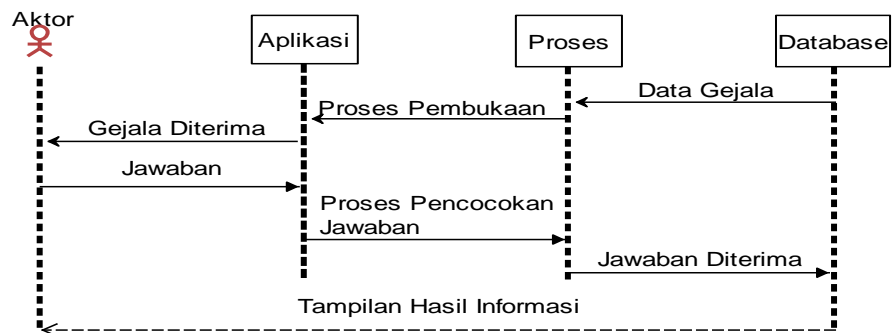 Aktor
Aplikasi
Proses
Database
Data Gejala
Proses Pembukaan
Gejala Diterima
Jawaban
Proses Pencocokan
Jawaban
Jawaban Diterima
Tampilan Hasil Informasi